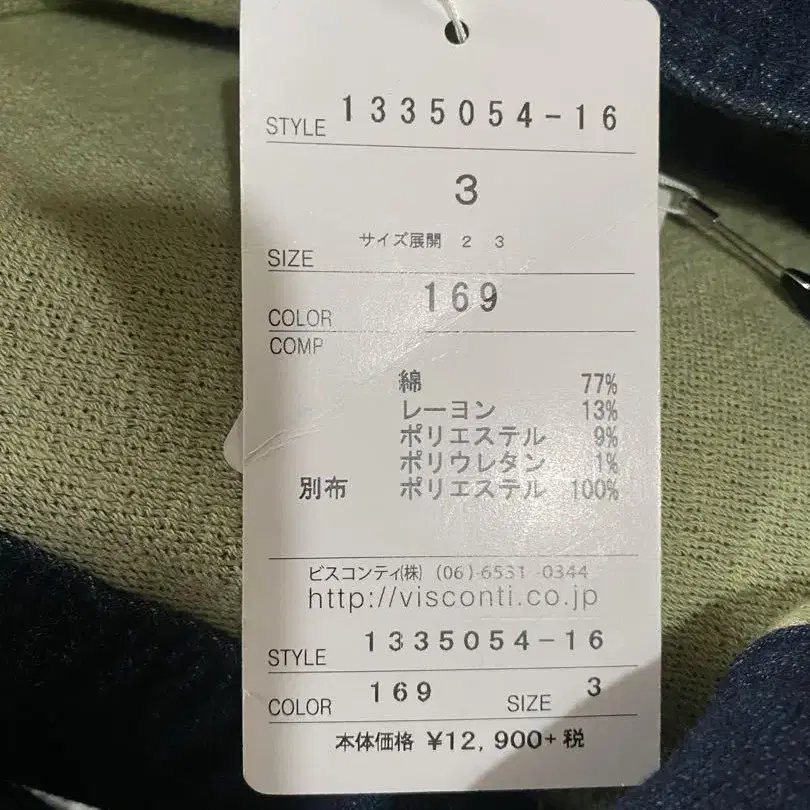 STYLE 1335054-16
3
サイズ展開 2 3
SIZE
COLOR 169
COMP
綿 77%
レーヨン 13%
ポリエステル 9%
ポリウレタン 1%
別布 ポリエステル 100%
ビスコンティ(株) (06)-6531-0344
http://visconti.co.jp
STYLE 1335054-16
COLOR 169 SIZE 3
本体価格 ¥12,900+税